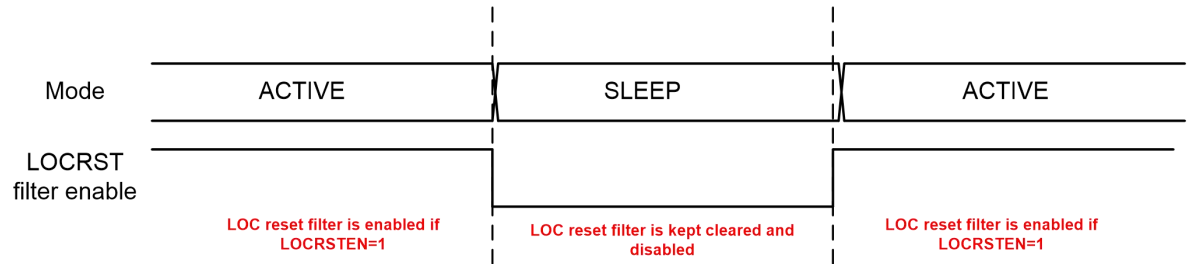 Mode
ACTIVE
SLEEP
ACTIVE
LOCRST
filter enable
LOC reset filter is enabled if
LOCRSTEN=1
LOC reset filter is kept cleared and
disabled
LOC reset filter is enabled if
LOCRSTEN=1